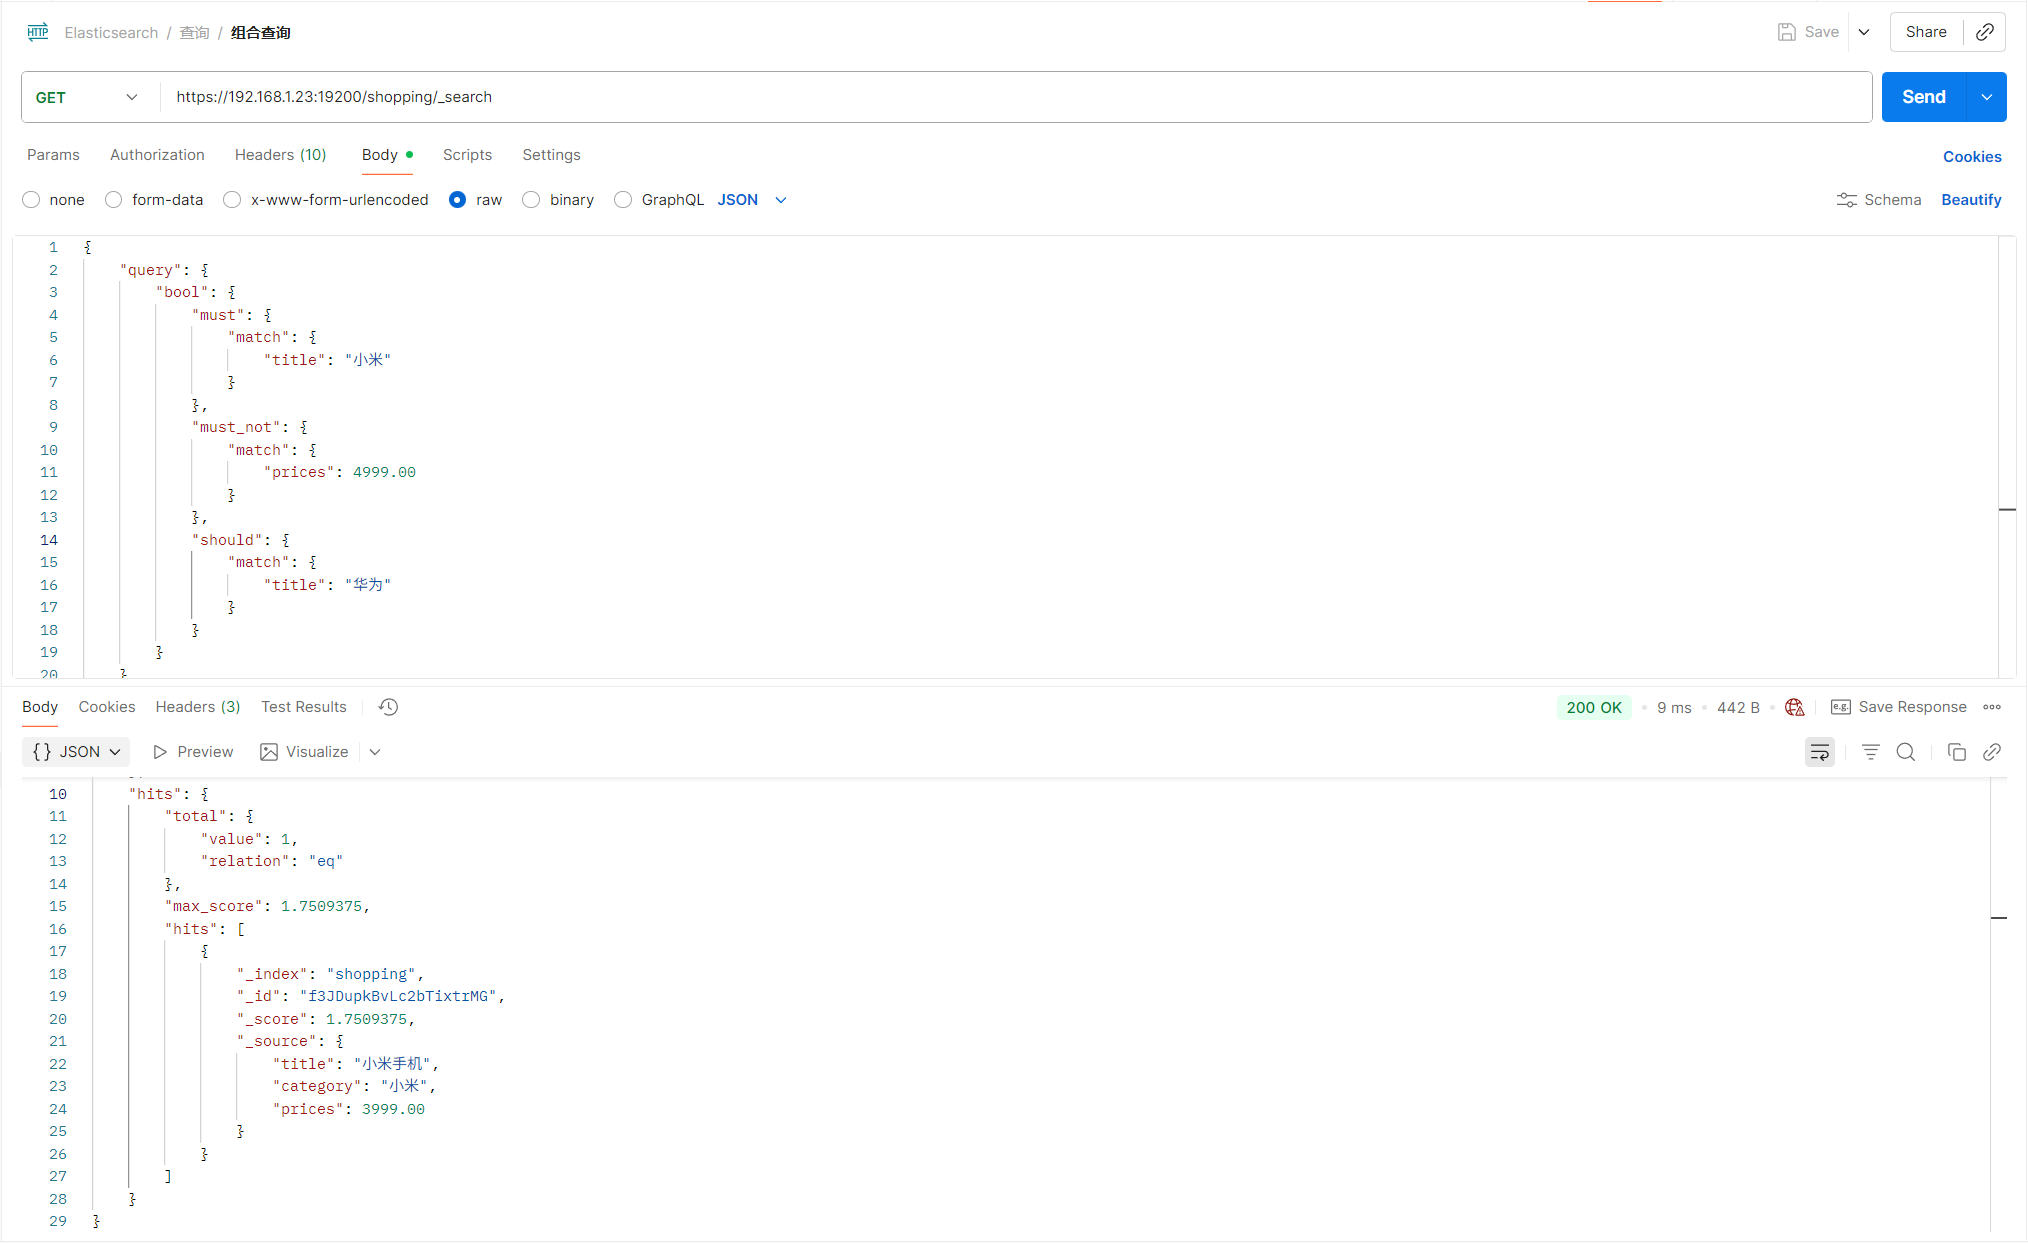 HTTP Elasticsearch / 查询 / 组合查询 Save Share
GET https://192.168.1.23:19200/shopping/_search Send
Params Authorization Headers (10) Body Scripts Settings Cookies
none form-data x-www-form-urlencoded raw binary GraphQL JSON Schema Beautify
1 {
2 "query": {
3 "bool": {
4 "must": {
5 "match": {
6 "title": "小米"
7 }
8 },
9 "must_not": {
10 "match": {
11 "prices": 4999.00
12 }
13 },
14 "should": {
15 "match": {
16 "title": "华为"
17 }
18 }
19 }
20 }
Body Cookies Headers (3) Test Results 200 OK • 9 ms • 442 B • e.g. Save Response
{} JSON Preview Visualize
10 "hits": {
11 "total": {
12 "value": 1,
13 "relation": "eq"
14 },
15 "max_score": 1.7509375,
16 "hits": [
17 {
18 "_index": "shopping",
19 "_id": "f3JDupkBvLc2bTixtrMG",
20 "_score": 1.7509375,
21 "_source": {
22 "title": "小米手机",
23 "category": "小米",
24 "prices": 3999.00
25 }
26 }
27 ]
28 }
29 }